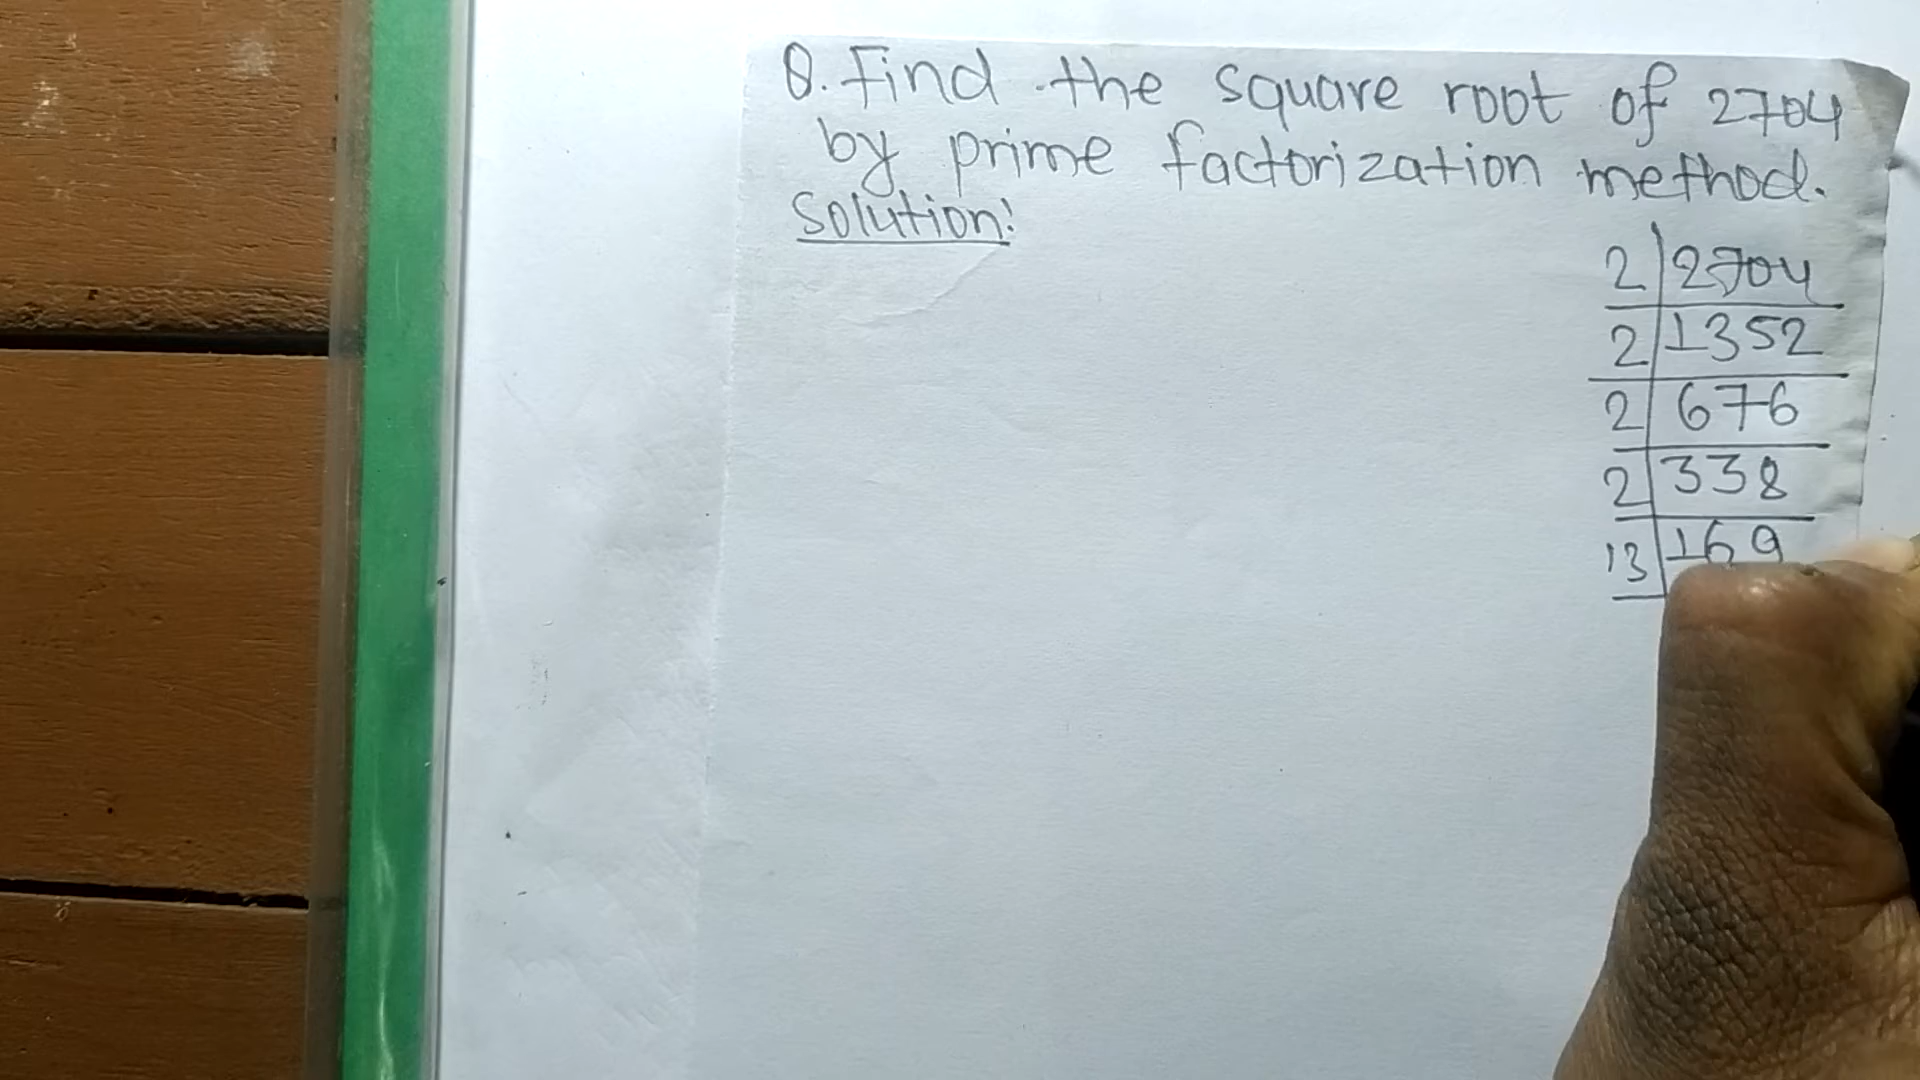 Q. Find the square root of 2704
by prime factorization method.
Solution:
2 2704
2 1352
2 676
2 338
13 169